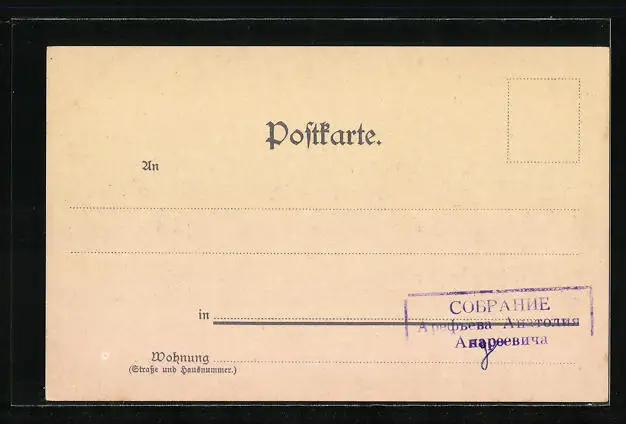 Postkarte.
An
in
Wohnung
(Straße und Hausnummer.)
СОБРАНИЕ
Арефьева Анатолия
Андреевича